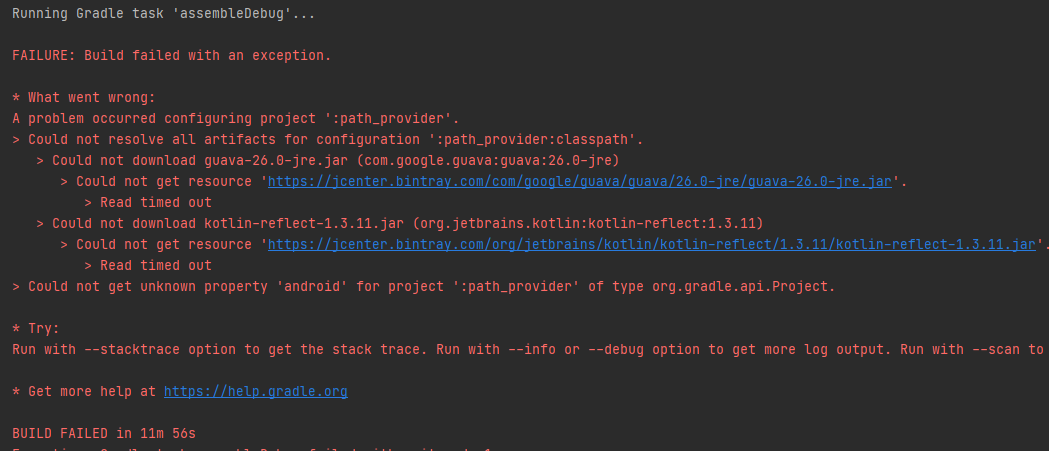 Running Gradle task 'assembleDebug'...
FAILURE: Build failed with an exception.
* What went wrong:
A problem occurred configuring project ':path_provider'.
> Could not resolve all artifacts for configuration ':path_provider:classpath'.
> Could not download guava-26.0-jre.jar (com.google.guava:guava:26.0-jre)
> Could not get resource 'https://jcenter.bintray.com/com/google/guava/guava/26.0-jre/guava-26.0-jre.jar'.
> Read timed out
> Could not download kotlin-reflect-1.3.11.jar (org.jetbrains.kotlin:kotlin-reflect:1.3.11)
> Could not get resource 'https://jcenter.bintray.com/org/jetbrains/kotlin/kotlin-reflect/1.3.11/kotlin-reflect-1.3.11.jar'.
> Read timed out
> Could not get unknown property 'android' for project ':path_provider' of type org.gradle.api.Project.
* Try:
Run with --stacktrace option to get the stack trace. Run with --info or --debug option to get more log output. Run with --scan to
* Get more help at https://help.gradle.org
BUILD FAILED in 11m 56s